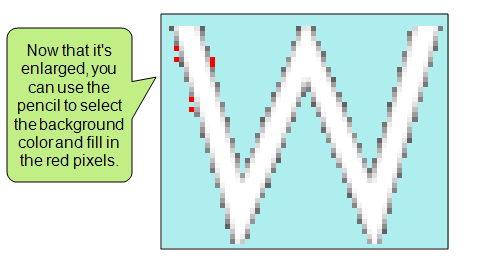 Now that it's
enlarged, you
can use the
pencil to select
the background
color and fill in
the red pixels.
W